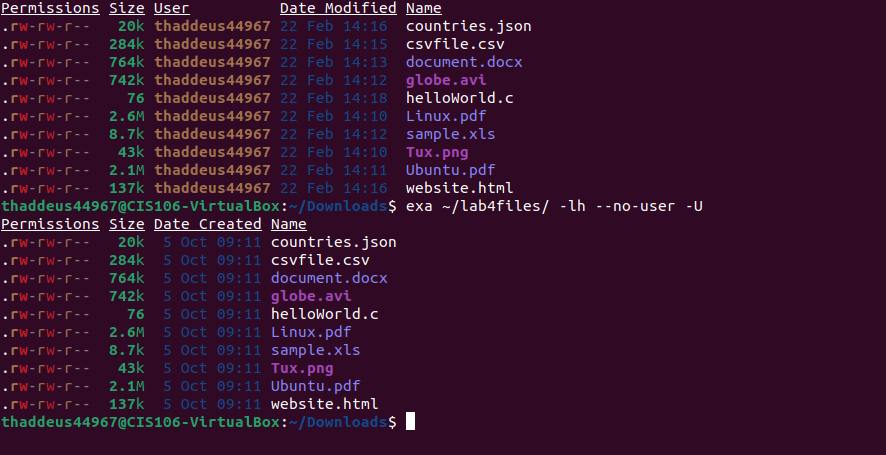 Permissions Size User         Date Modified Name
.rw-rw-r--   20k thaddeus44967 22 Feb 14:16  countries.json
.rw-rw-r--  284k thaddeus44967 22 Feb 14:15  csvfile.csv
.rw-rw-r--  764k thaddeus44967 22 Feb 14:13  document.docx
.rw-rw-r--  742k thaddeus44967 22 Feb 14:12  globe.avi
.rw-rw-r--    76 thaddeus44967 22 Feb 14:18  helloWorld.c
.rw-rw-r--  2.6M thaddeus44967 22 Feb 14:10  Linux.pdf
.rw-rw-r--  8.7k thaddeus44967 22 Feb 14:12  sample.xls
.rw-rw-r--   43k thaddeus44967 22 Feb 14:10  Tux.png
.rw-rw-r--  2.1M thaddeus44967 22 Feb 14:11  Ubuntu.pdf
.rw-rw-r--  137k thaddeus44967 22 Feb 14:16  website.html
thaddeus44967@CIS106-VirtualBox:~/Downloads$ exa ~/lab4files/ -lh --no-user -U
Permissions Size Date Created Name
.rw-rw-r--   20k  5 Oct 09:11 countries.json
.rw-rw-r--  284k  5 Oct 09:11 csvfile.csv
.rw-rw-r--  764k  5 Oct 09:11 document.docx
.rw-rw-r--  742k  5 Oct 09:11 globe.avi
.rw-rw-r--    76  5 Oct 09:11 helloWorld.c
.rw-rw-r--  2.6M  5 Oct 09:11 Linux.pdf
.rw-rw-r--  8.7k  5 Oct 09:11 sample.xls
.rw-rw-r--   43k  5 Oct 09:11 Tux.png
.rw-rw-r--  2.1M  5 Oct 09:11 Ubuntu.pdf
.rw-rw-r--  137k  5 Oct 09:11 website.html
thaddeus44967@CIS106-VirtualBox:~/Downloads$